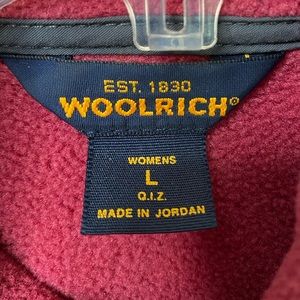 EST. 1830
WOOLRICH®
WOMENS
L
Q.I.Z.
MADE IN JORDAN